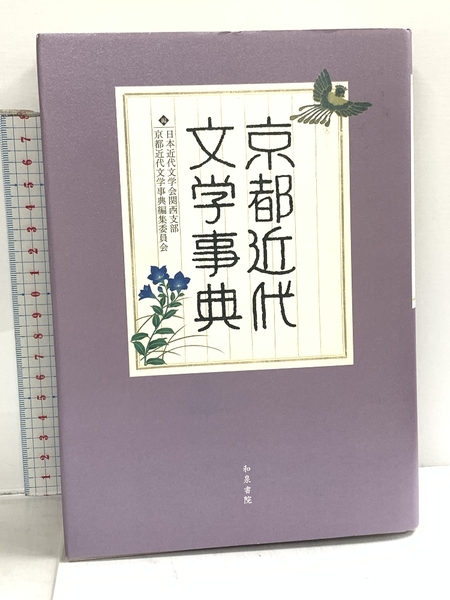 京都近代
文学事典
日本近代文学会関西支部
京都近代文学事典編集委員会
編
和泉書院